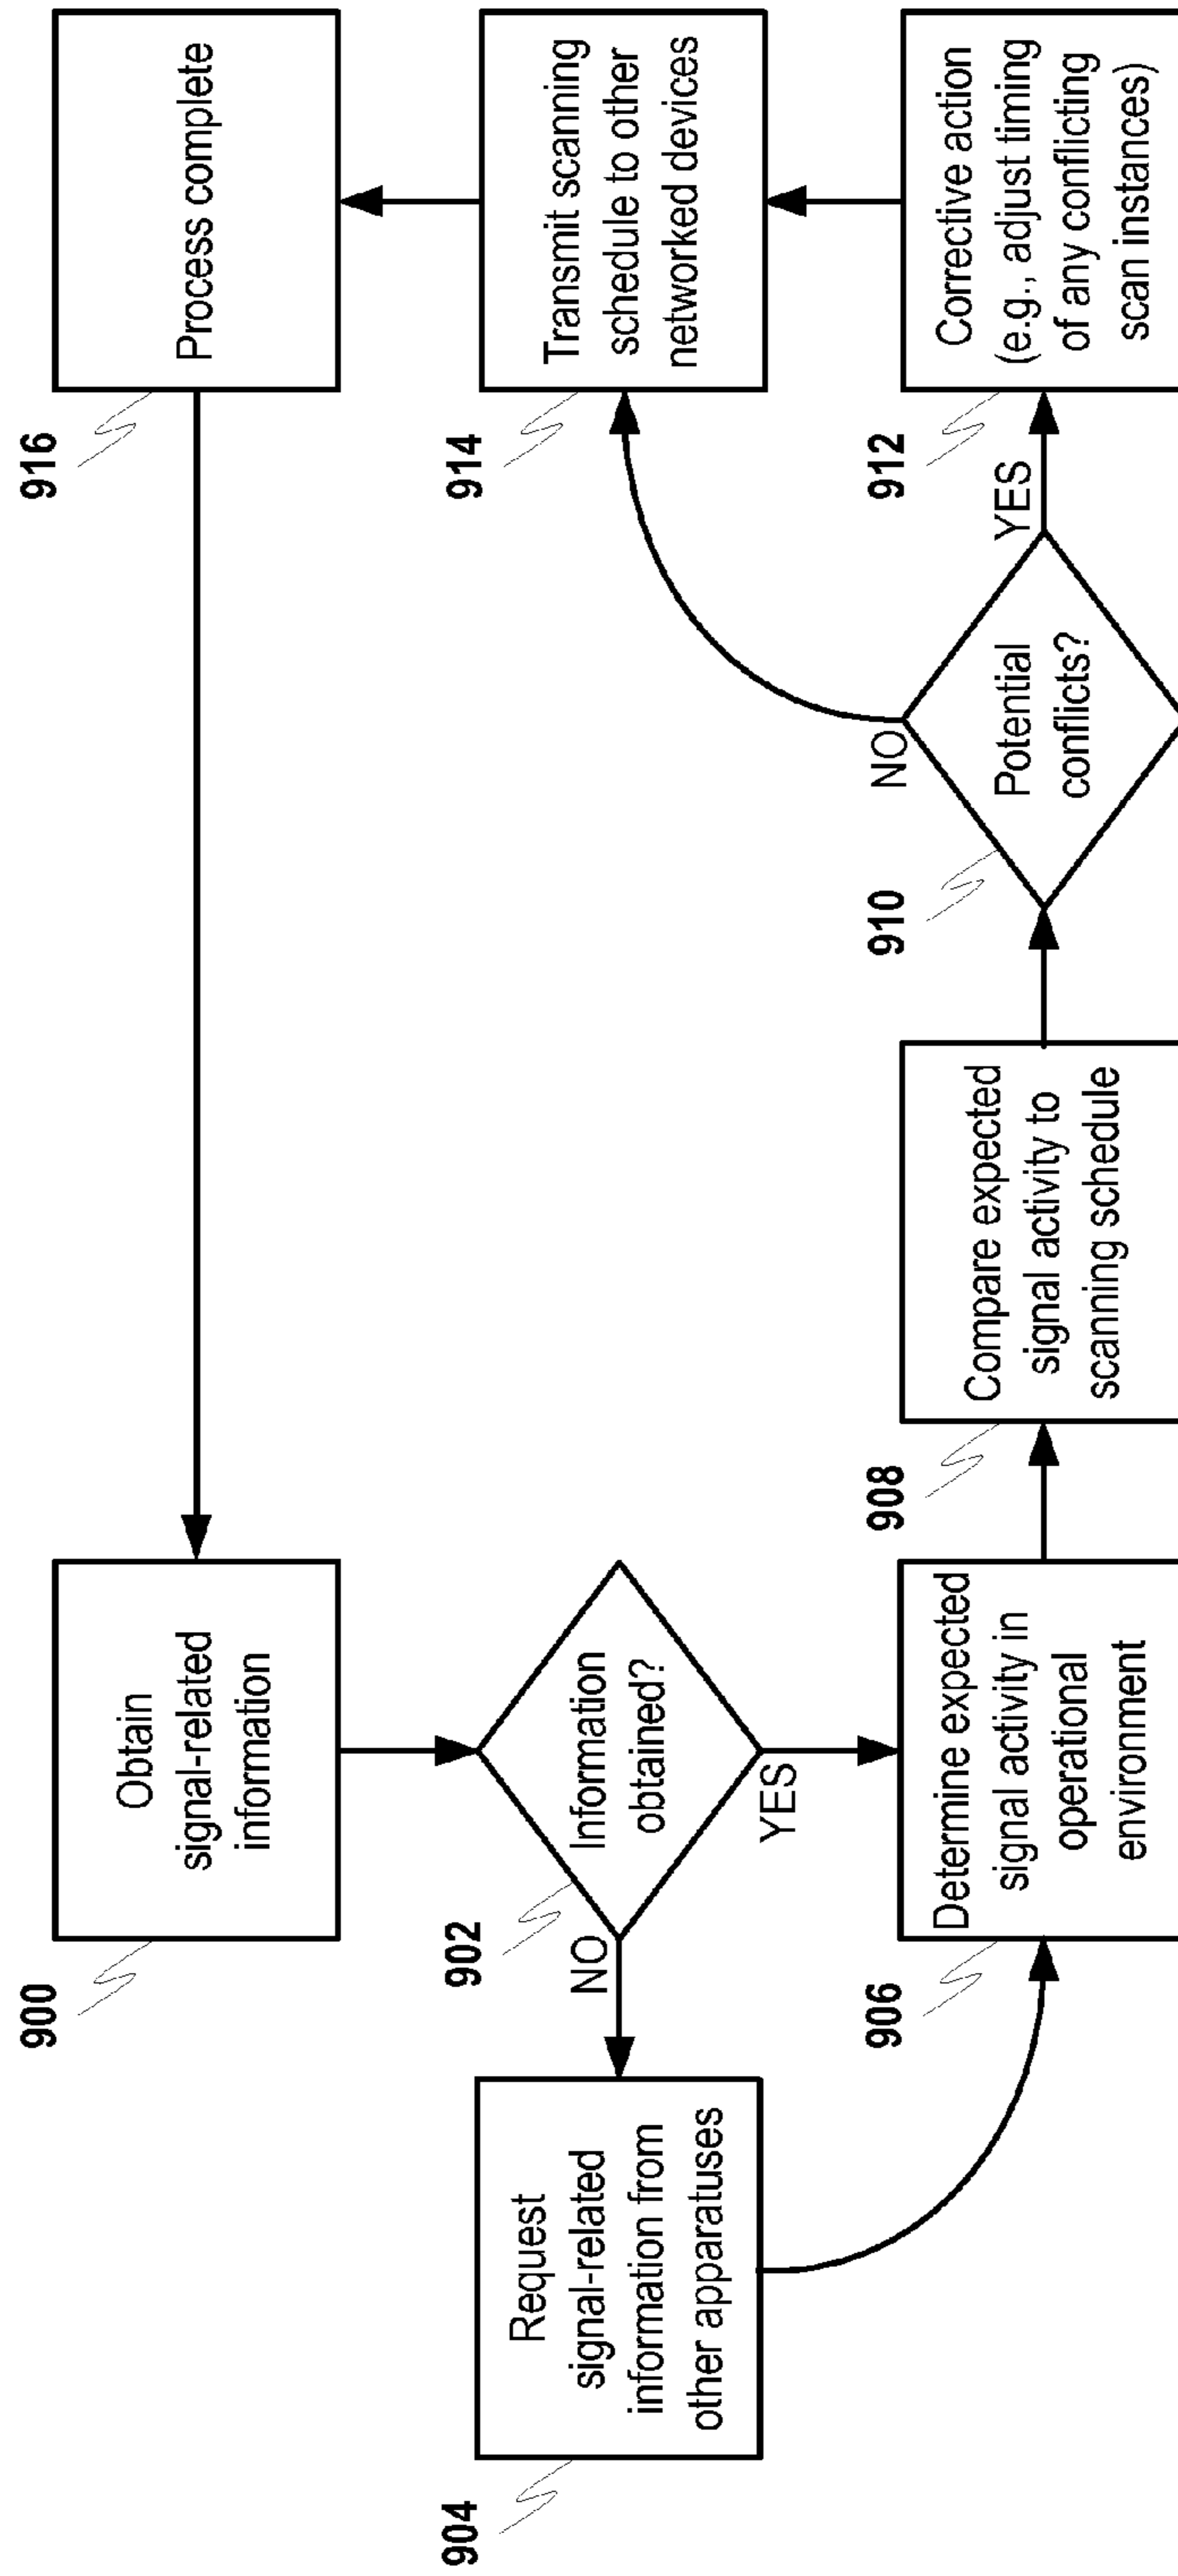 900
Obtain
signal-related
information
902
Information
obtained?
NO
YES
904
Request
signal-related
information from
other apparatuses
906
Determine expected
signal activity in
operational
environment
908
Compare expected
signal activity to
scanning schedule
910
Potential
conflicts?
NO
YES
912
Corrective action
(e.g., adjust timing
of any conflicting
scan instances)
914
Transmit scanning
schedule to other
networked devices
916
Process complete